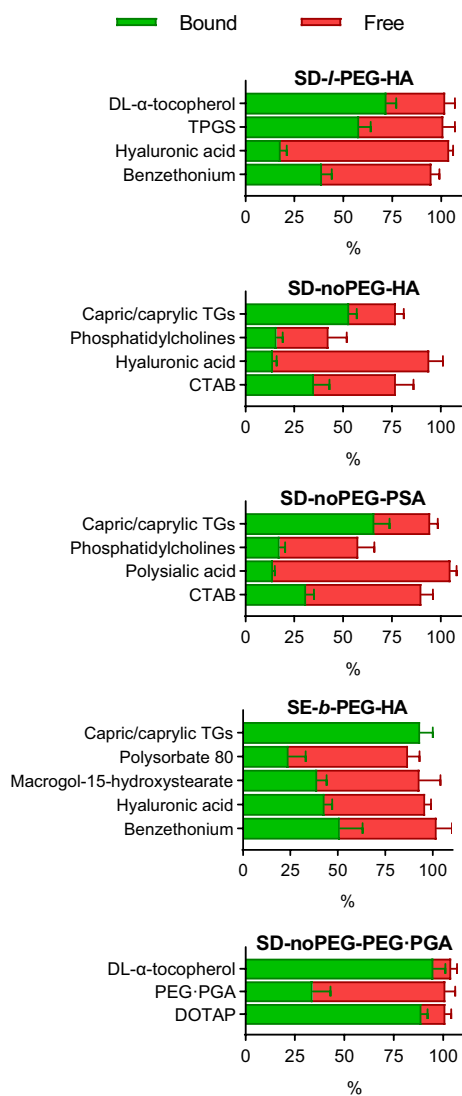 Bound Free
SD-l-PEG-HA
DL-α-tocopherol
TPGS
Hyaluronic acid
Benzethonium
0 25 50 75 100
%
SD-noPEG-HA
Capric/caprylic TGs
Phosphatidylcholines
Hyaluronic acid
CTAB
0 25 50 75 100
%
SD-noPEG-PSA
Capric/caprylic TGs
Phosphatidylcholines
Polysialic acid
CTAB
0 25 50 75 100
%
SE-b-PEG-HA
Capric/caprylic TGs
Polysorbate 80
Macrogol-15-hydroxystearate
Hyaluronic acid
Benzethonium
0 25 50 75 100
%
SD-noPEG-PEG·PGA
DL-α-tocopherol
PEG·PGA
DOTAP
0 25 50 75 100
%